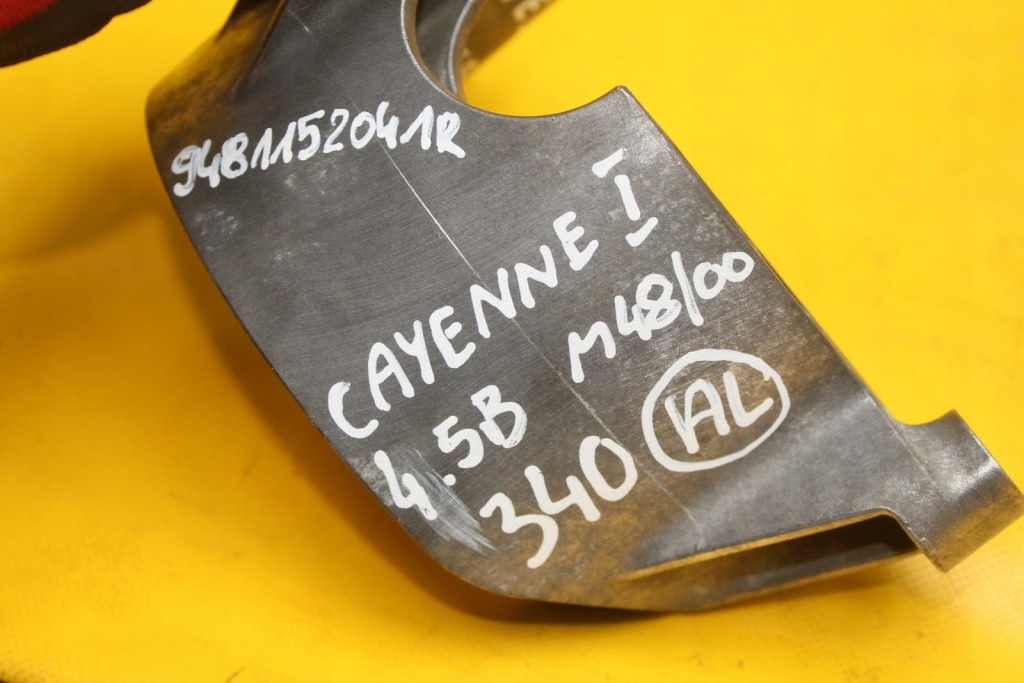 9481152041R
CAYENNE I
4.5B M48/00
340 AL